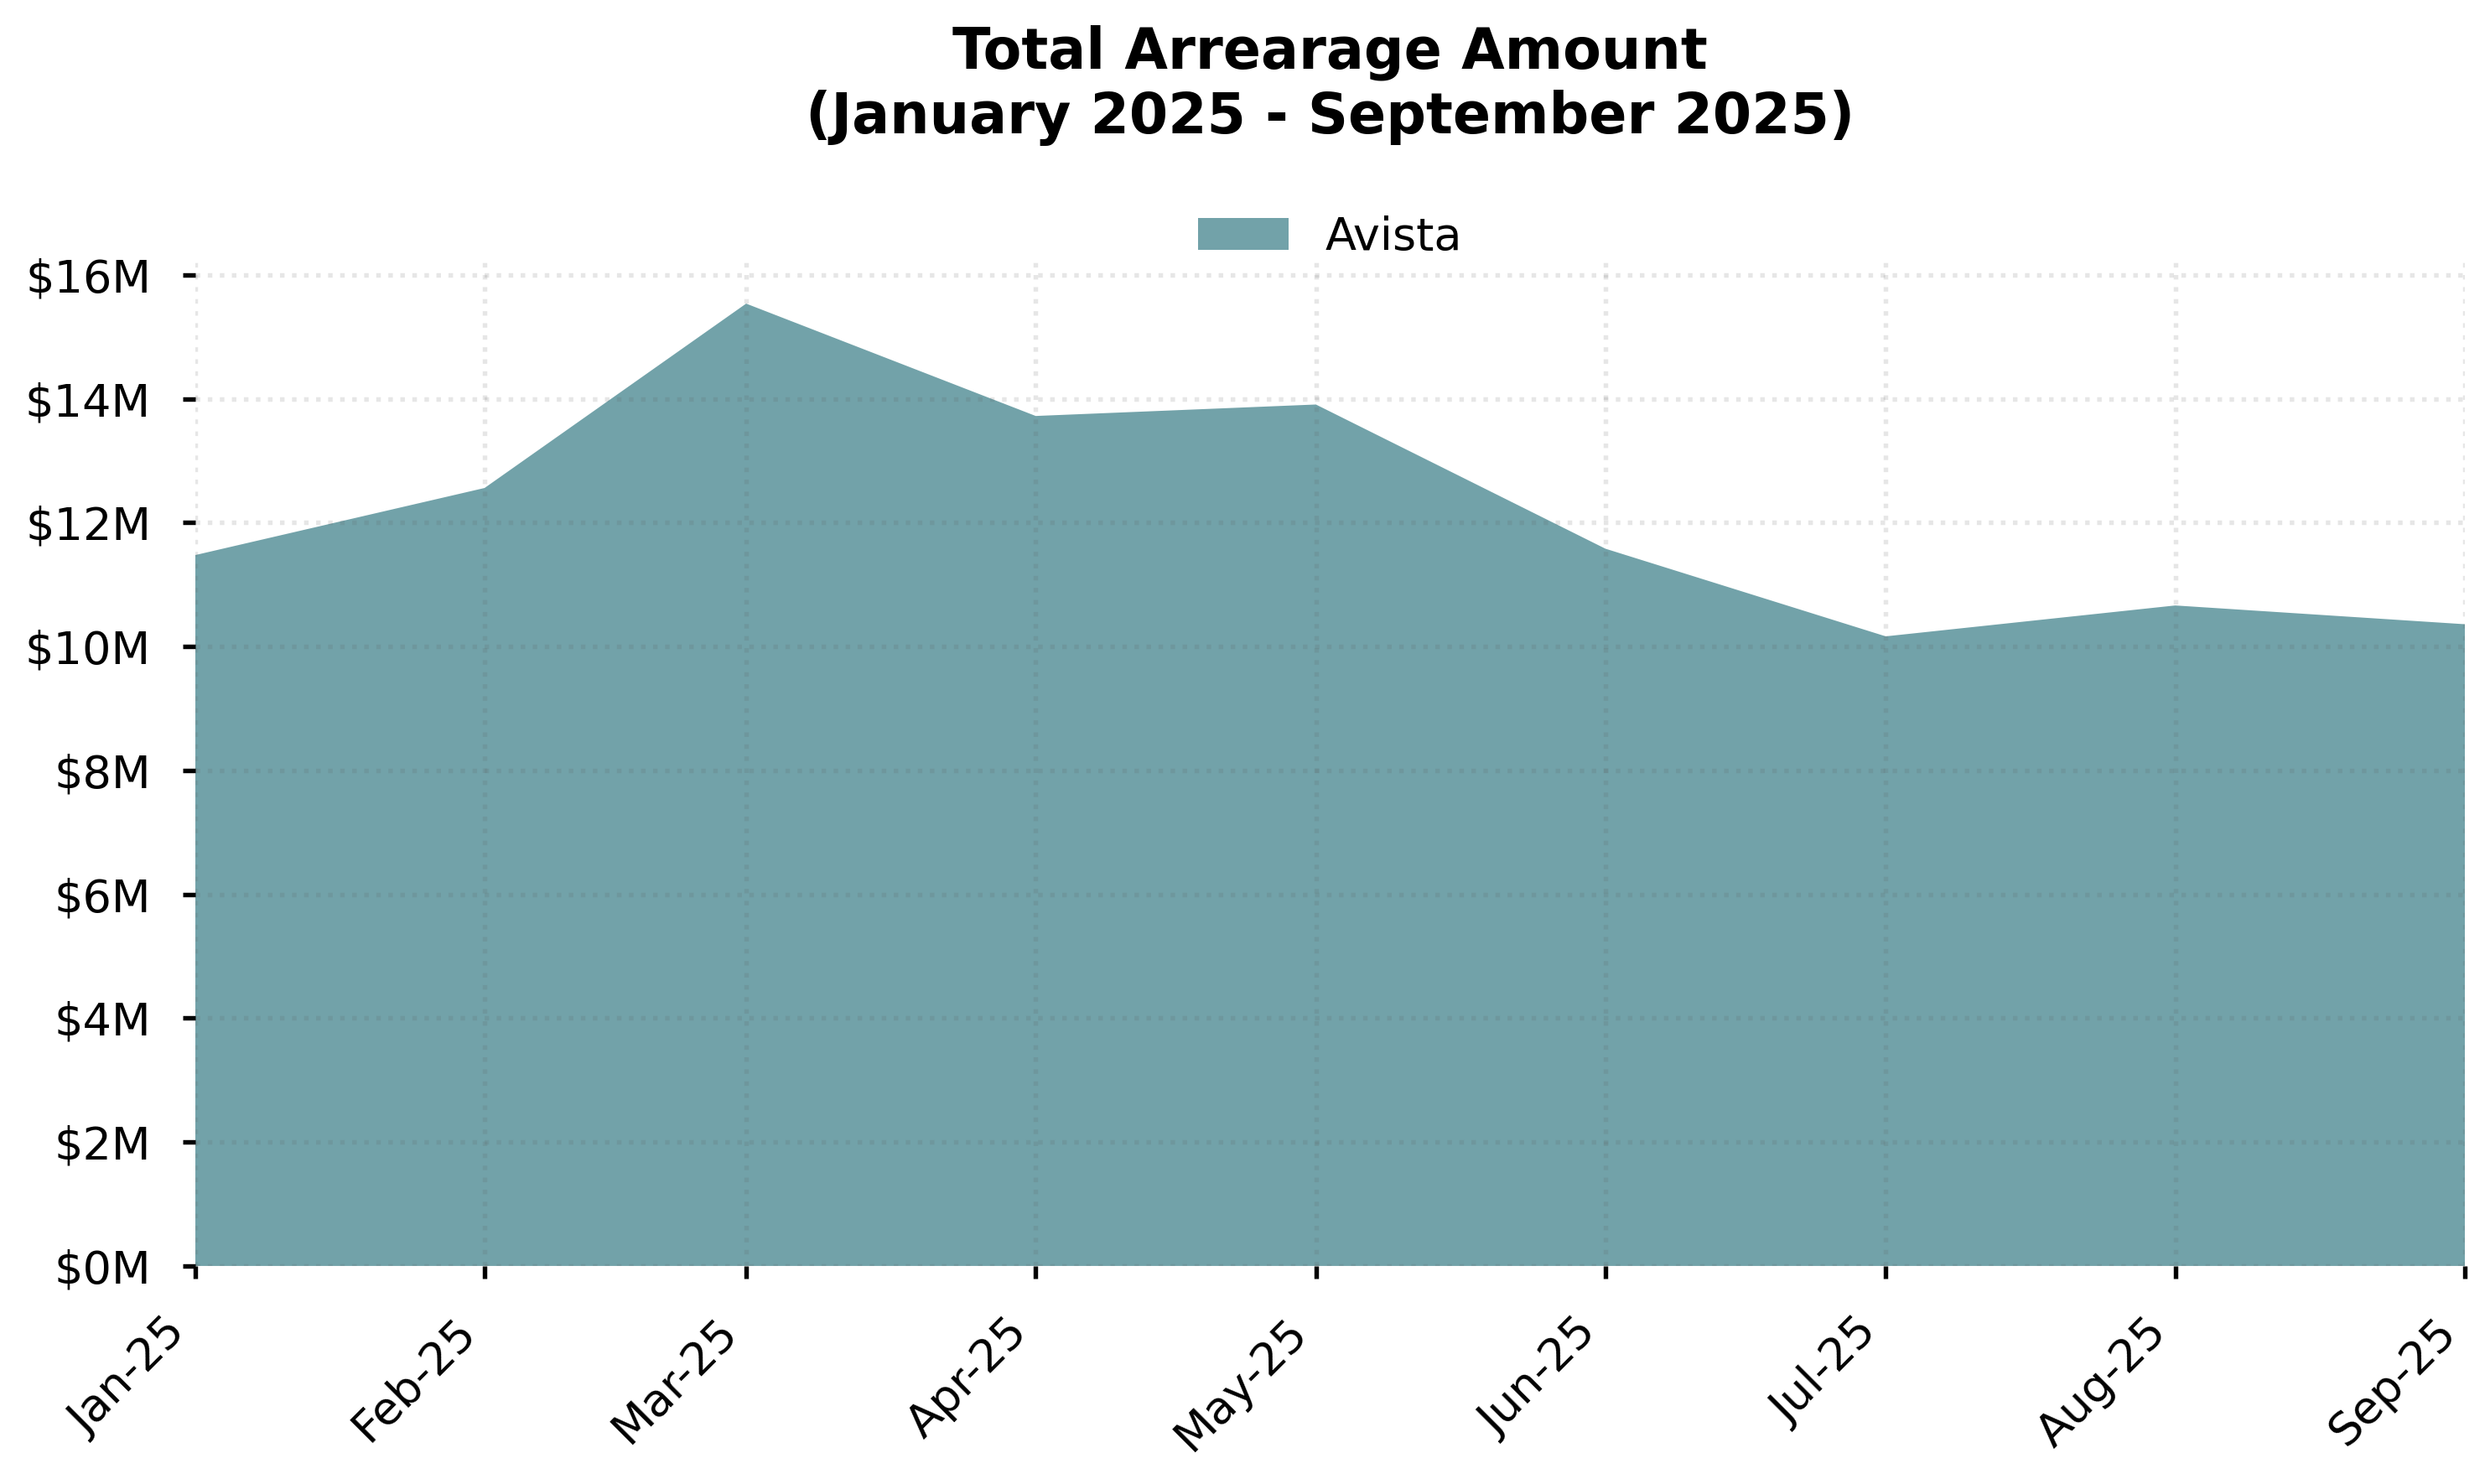 Total Arrearage Amount
(January 2025 - September 2025)
Avista
$16M
$14M
$12M
$10M
$8M
$6M
$4M
$2M
$0M
Jan-25
Feb-25
Mar-25
Apr-25
May-25
Jun-25
Jul-25
Aug-25
Sep-25